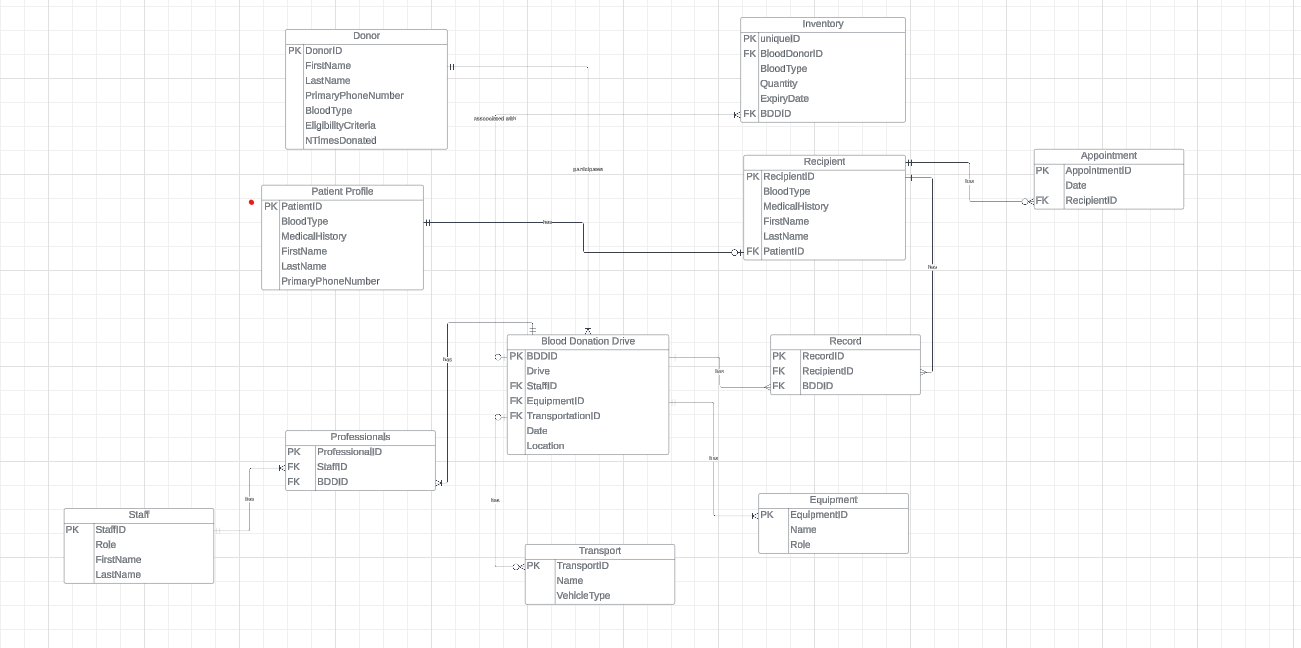 Donor
PK DonorID
FirstName
LastName
PrimaryPhoneNumber
BloodType
EligibilityCriteria
NTimesDonated
Inventory
PK uniqueID
FK BloodDonorID
BloodType
Quantity
ExpiryDate
FK BDDID
associated with
participates
Patient Profile
PK PatientID
BloodType
MedicalHistory
FirstName
LastName
PrimaryPhoneNumber
has
Recipient
PK RecipientID
BloodType
MedicalHistory
FirstName
LastName
FK PatientID
has
Appointment
PK AppointmentID
Date
FK RecipientID
has
has
Blood Donation Drive
PK BDDID
Drive
FK StaffID
FK EquipmentID
FK TransportationID
Date
Location
has
Record
PK RecordID
FK RecipientID
FK BDDID
Professionals
PK ProfessionalID
FK StaffID
FK BDDID
has
has
has
Staff
PK StaffID
Role
FirstName
LastName
Equipment
PK EquipmentID
Name
Role
Transport
PK TransportID
Name
VehicleType